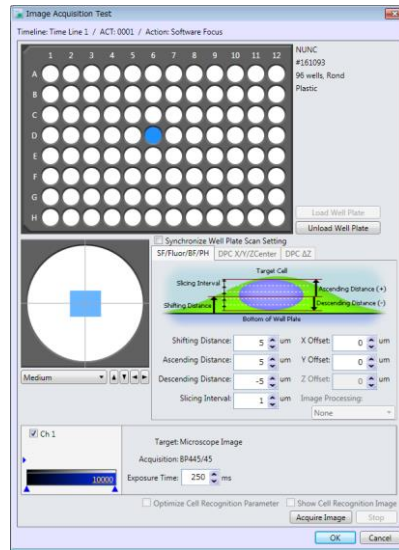 Image Acquisition Test
Timeline: Time Line 1 / ACT: 0001 / Action: Software Focus
1 2 3 4 5 6 7 8 9 10 11 12
A
B
C
D
E
F
G
H
NUNC
#161093
96 wells, Rond
Plastic
Load Well Plate
Unload Well Plate
Synchronize Well Plate Scan Setting
SF/Fluor/BF/PH DPC X/Y/ZCenter DPC ΔZ
Target Cell
Slicing Interval
Ascending Distance (+)
Shifting Distance
Descending Distance (-)
Bottom of Well Plate
Shifting Distance: 5 um X Offset: 0 um
Ascending Distance: 5 um Y Offset: 0 um
Descending Distance: -5 um Z Offset: 0 um
Slicing Interval: 1 um Image Processing:
None
Medium
Ch 1
Target: Microscope Image
Acquisition: BP445/45
10000
Exposure Time: 250 ms
Optimize Cell Recognition Parameter Show Cell Recognition Image
Acquire Image Stop
OK Cancel